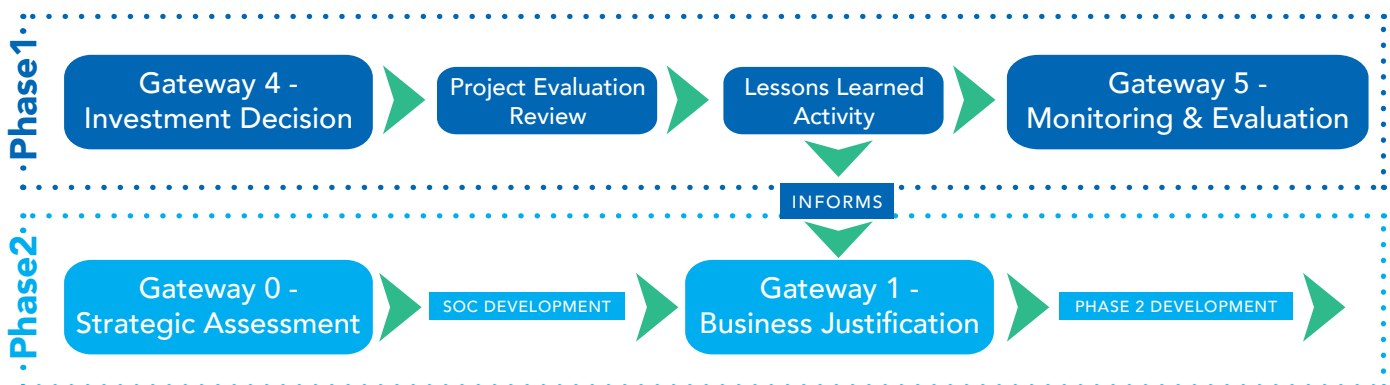 Phase1
Gateway 4 -
Investment Decision
Project Evaluation
Review
Lessons Learned
Activity
Gateway 5 -
Monitoring & Evaluation
INFORMS
Phase2
Gateway 0 -
Strategic Assessment
SOC DEVELOPMENT
Gateway 1 -
Business Justification
PHASE 2 DEVELOPMENT